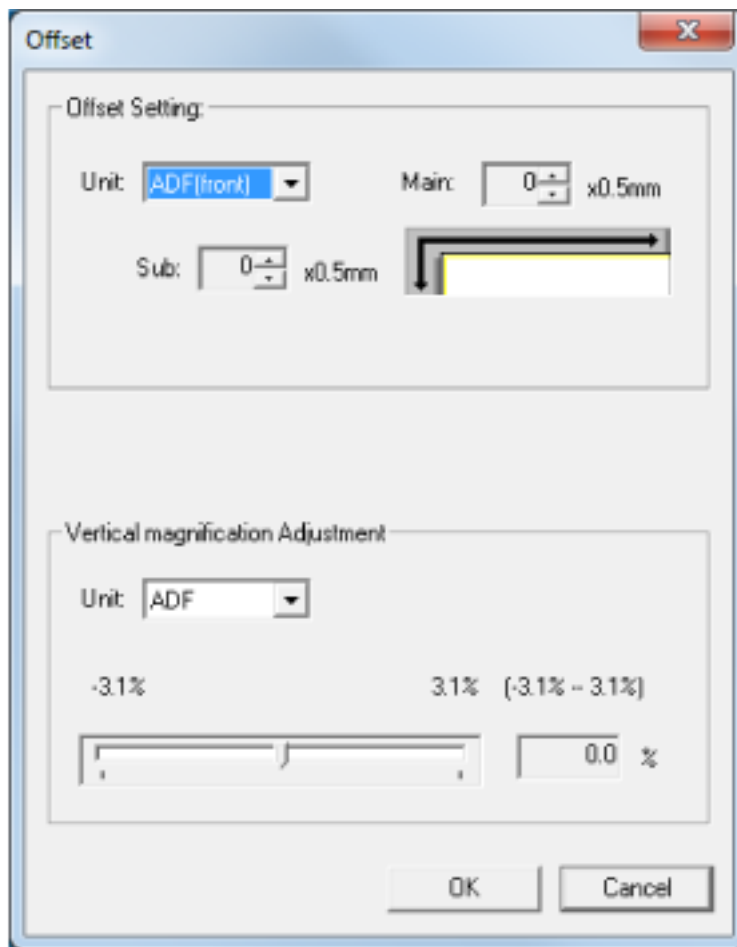 Offset
Offset Setting:
Unit: ADF(front) Main: 0 x0.5mm
Sub: 0 x0.5mm
Vertical magnification Adjustment
Unit: ADF
-3.1% 3.1% (-3.1% -- 3.1%)
0.0 %
OK Cancel